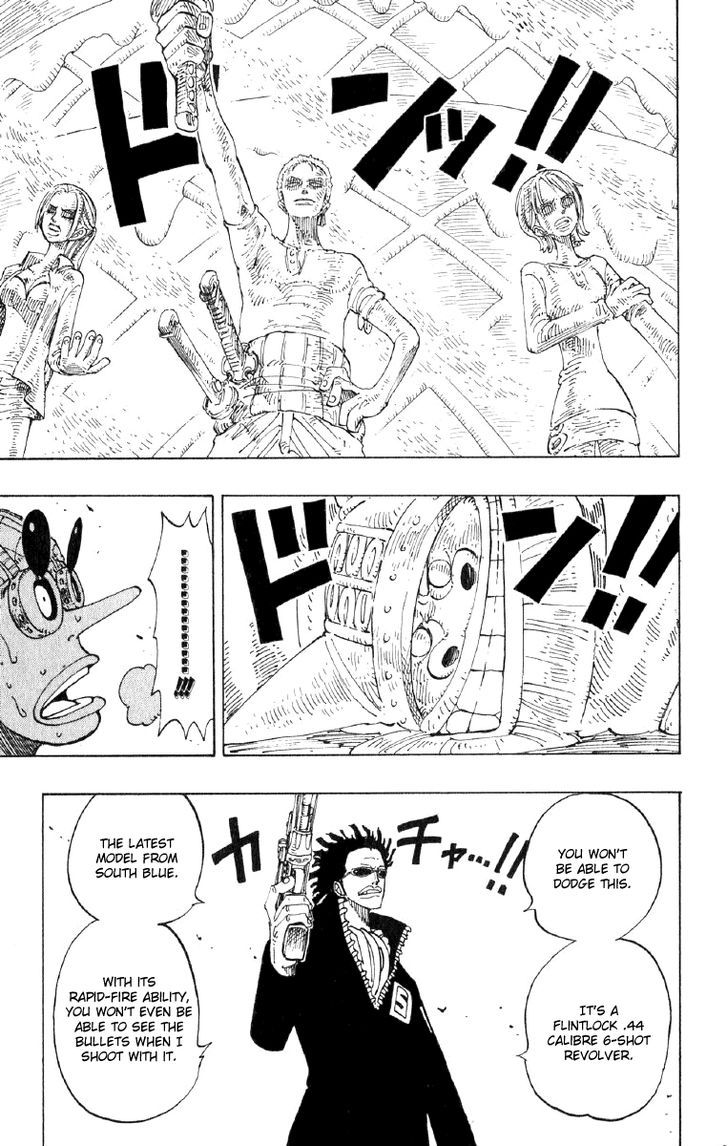 ドンッ!!
ドン!!
..............!!!
カチャ...!!
YOU WON'T
BE ABLE TO
DODGE THIS.
IT'S A
FLINTLOCK .44
CALIBRE 6-SHOT
REVOLVER.
THE LATEST
MODEL FROM
SOUTH BLUE.
WITH ITS
RAPID-FIRE ABILITY,
YOU WON'T EVEN BE
ABLE TO SEE THE
BULLETS WHEN I
SHOOT WITH IT.
5